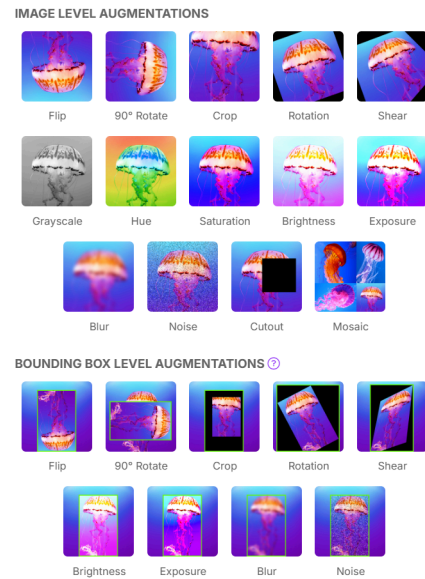 IMAGE LEVEL AUGMENTATIONS
Flip 90° Rotate Crop Rotation Shear
Grayscale Hue Saturation Brightness Exposure
Blur Noise Cutout Mosaic
BOUNDING BOX LEVEL AUGMENTATIONS ?
Flip 90° Rotate Crop Rotation Shear
Brightness Exposure Blur Noise